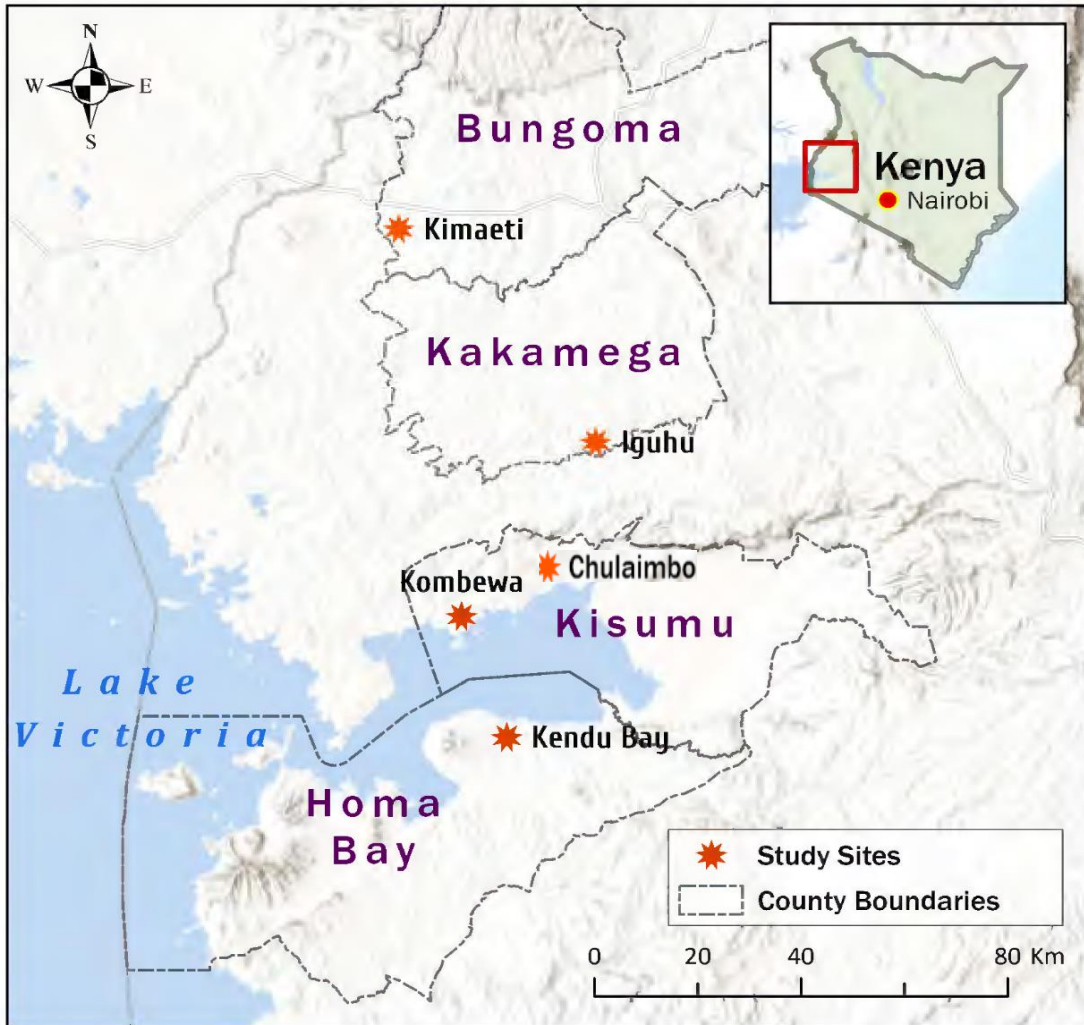 N
W E
S
Bungoma
Kenya
Nairobi
Kimaeti
Kakamega
Iguhu
Chulaimbo
Kombewa
Kisumu
Lake
Victoria
Kendu Bay
Homa
Bay
Study Sites
County Boundaries
0 20 40 80 Km